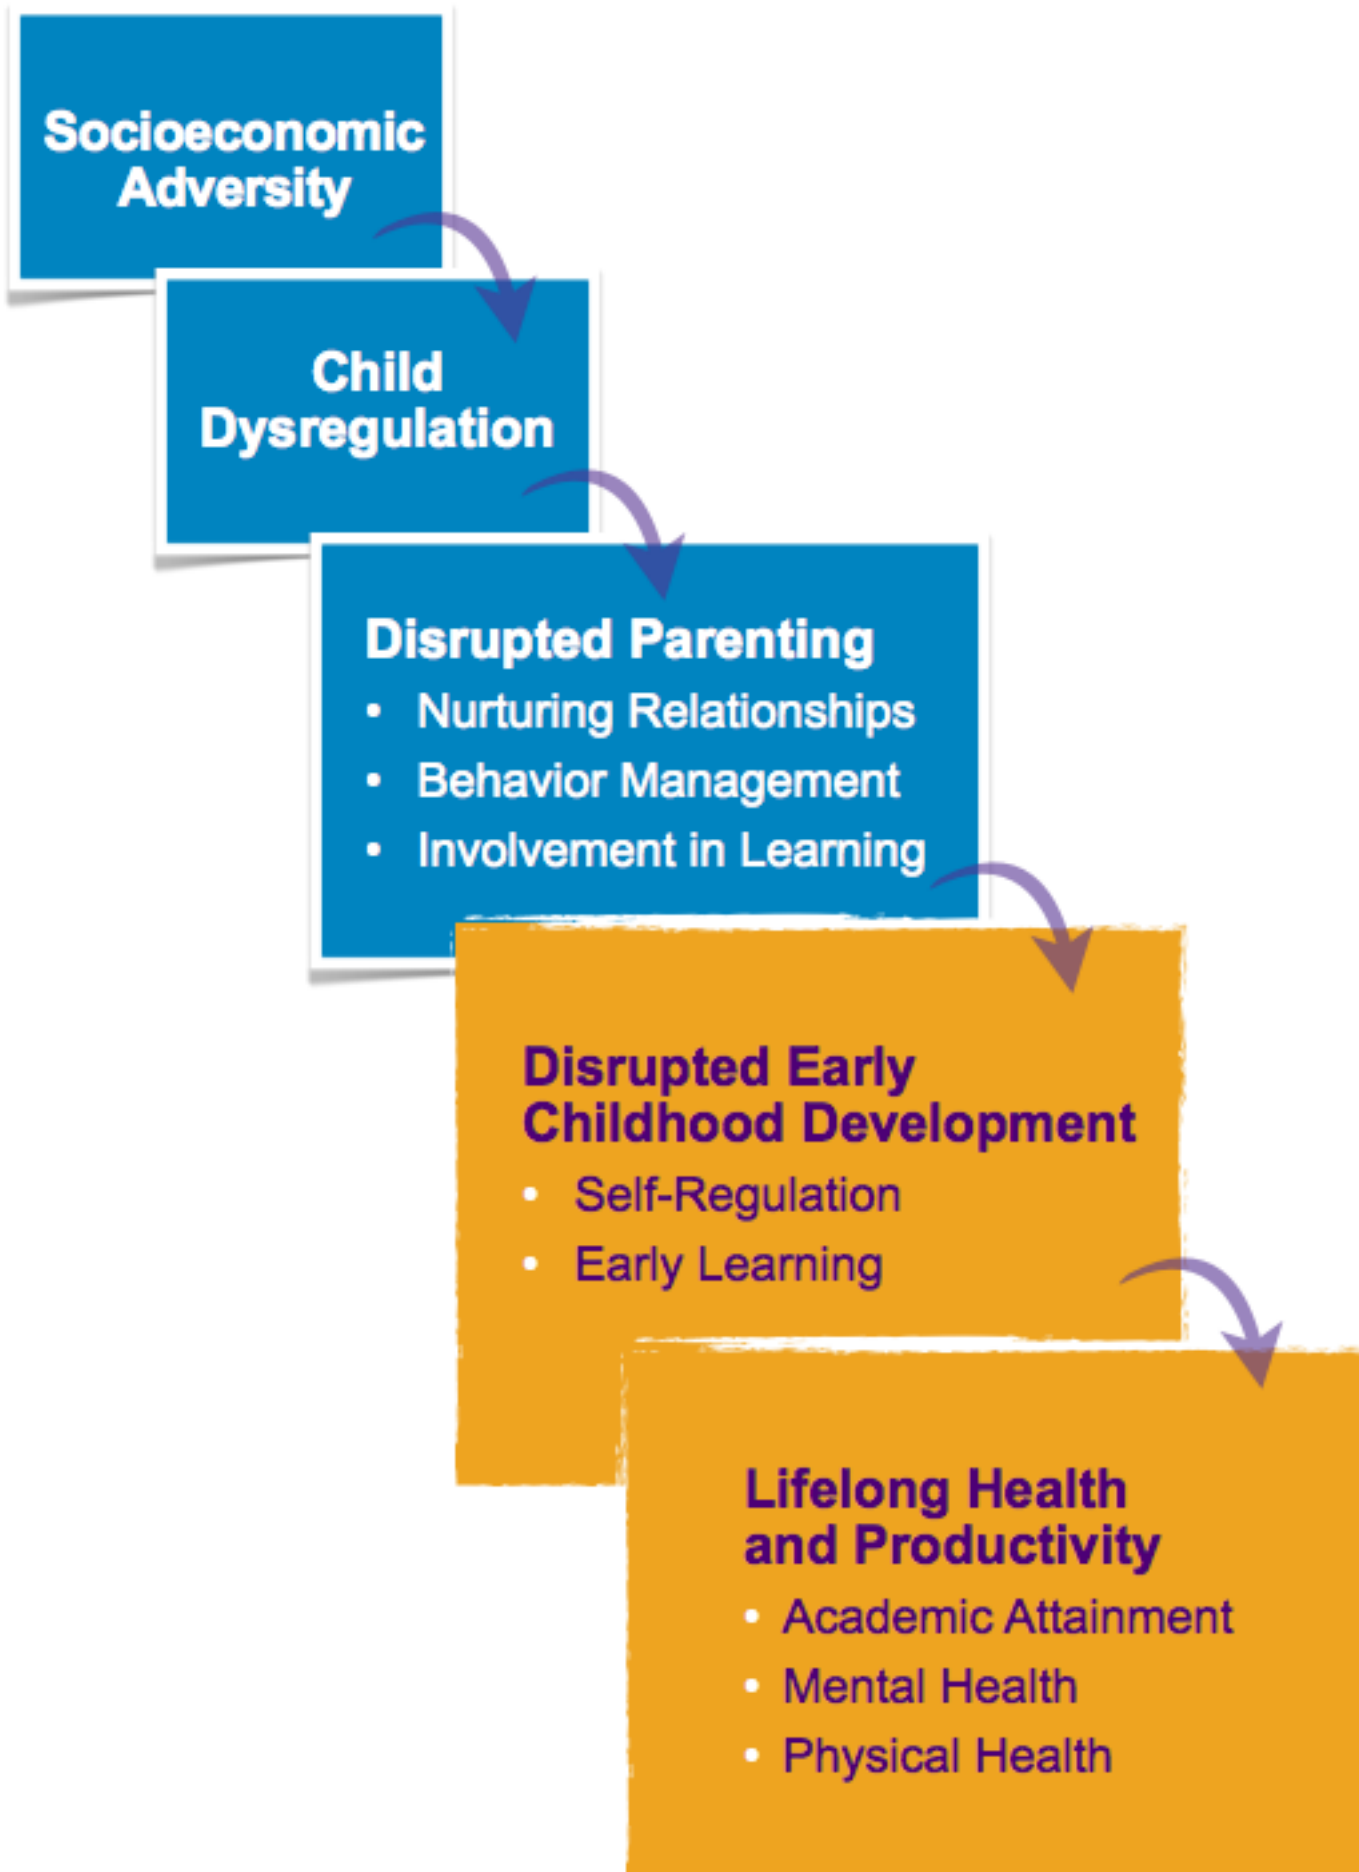 Socioeconomic
Adversity
Child
Dysregulation
Disrupted Parenting
• Nurturing Relationships
• Behavior Management
• Involvement in Learning
Disrupted Early
Childhood Development
• Self-Regulation
• Early Learning
Lifelong Health
and Productivity
• Academic Attainment
• Mental Health
• Physical Health